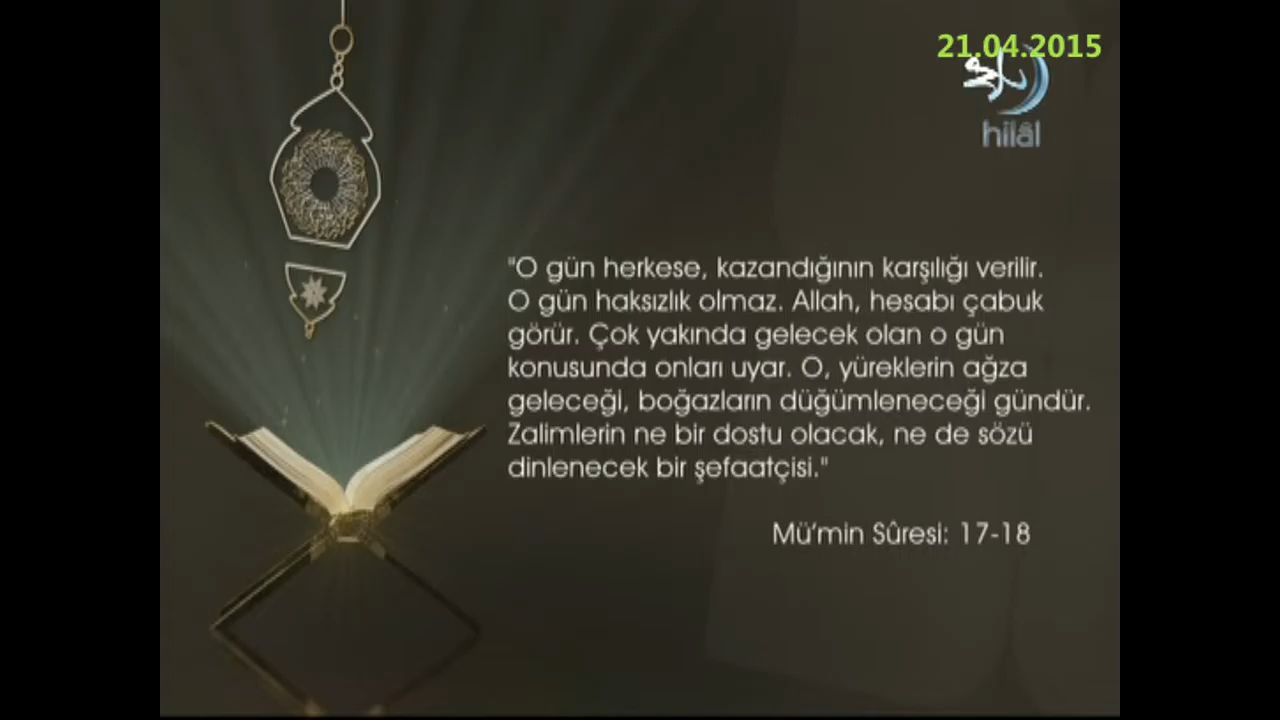 21.04.2015
hilâl
"O gün herkese, kazandığının karşılığı verilir.
O gün haksızlık olmaz. Allah, hesabı çabuk
görür. Çok yakında gelecek olan o gün
konusunda onları uyar. O, yüreklerin ağza
geleceği, boğazların düğümleneceği gündür.
Zalimlerin ne bir dostu olacak, ne de sözü
dinlenecek bir şefaatçisi."
Mü'min Sûresi: 17-18